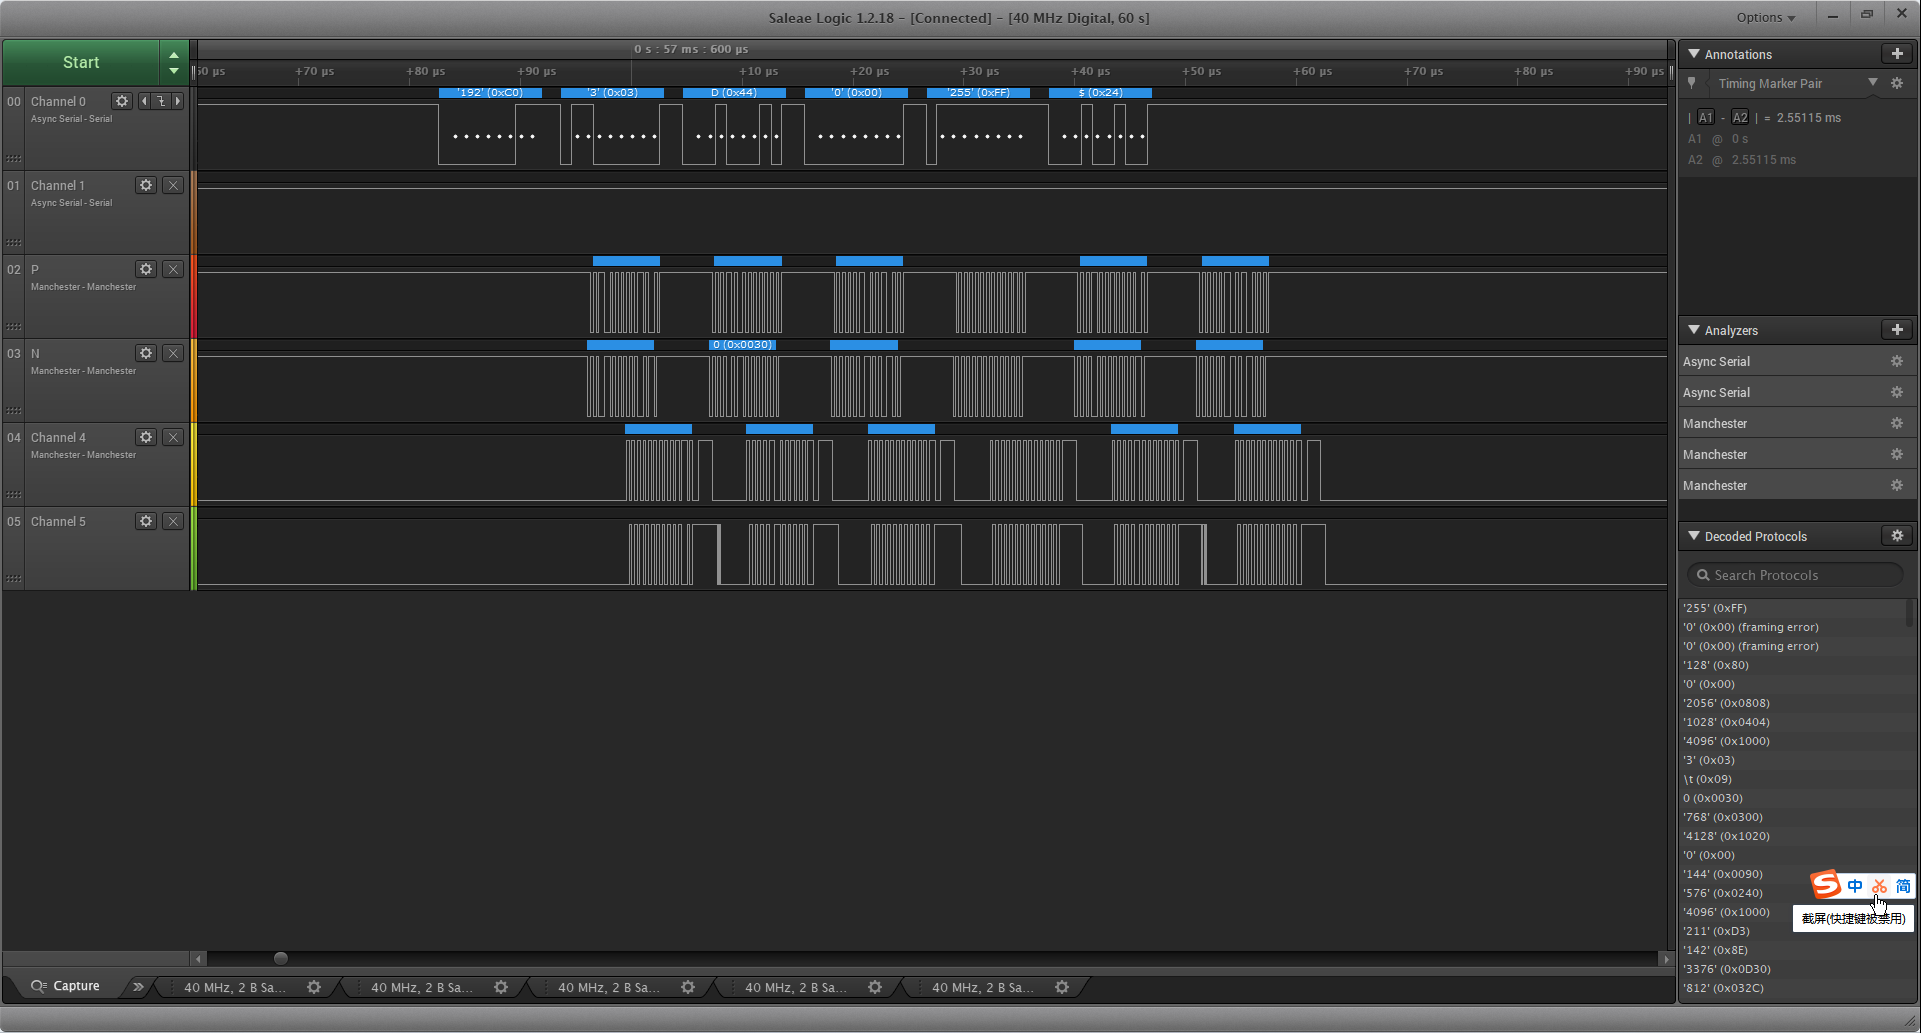 Saleae Logic 1.2.18 - [Connected] - [40 MHz Digital, 60 s]
Options
Start
0 s : 57 ms : 600 µs
+70 µs +80 µs +90 µs +10 µs +20 µs +30 µs +40 µs +50 µs +60 µs +70 µs +80 µs +90 µs
'192' (0xC0) '3' (0x03) D (0x44) '0' (0x00) '255' (0xFF) $ (0x24)
00 Channel 0
Async Serial - Serial
01 Channel 1
Async Serial - Serial
02 P
Manchester - Manchester
03 N
Manchester - Manchester
0 (0x0030)
04 Channel 4
Manchester - Manchester
05 Channel 5
Annotations
Timing Marker Pair
| A1 - A2 | = 2.55115 ms
A1 @ 0 s
A2 @ 2.55115 ms
Analyzers
Async Serial
Async Serial
Manchester
Manchester
Manchester
Decoded Protocols
Search Protocols
'255' (0xFF)
'0' (0x00) (framing error)
'0' (0x00) (framing error)
'128' (0x80)
'0' (0x00)
'2056' (0x0808)
'1028' (0x0404)
'4096' (0x1000)
'3' (0x03)
\t (0x09)
0 (0x0030)
'768' (0x0300)
'4128' (0x1020)
'0' (0x00)
'144' (0x0090)
'576' (0x0240)
'4096' (0x1000)
'211' (0xD3)
'142' (0x8E)
'3376' (0x0D30)
'812' (0x032C)
S 中 简
截屏(快捷键被禁用)
Capture
40 MHz, 2 B Sa... 40 MHz, 2 B Sa... 40 MHz, 2 B Sa... 40 MHz, 2 B Sa... 40 MHz, 2 B Sa...